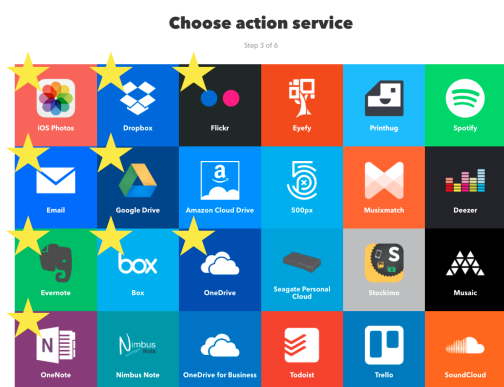 Choose action service
Step 3 of 6
iOS Photos
Dropbox
Flickr
Eyefy
Printhug
Spotify
Email
Google Drive
a
Amazon Cloud Drive
5
500px
Musixmatch
Deezer
Evernote
box
Box
OneDrive
Seagate Personal
Cloud
S
Stockimo
Musaic
N
OneNote
Nimbus
Note
Nimbus Note
OneDrive for Business
Todoist
Trello
SoundCloud